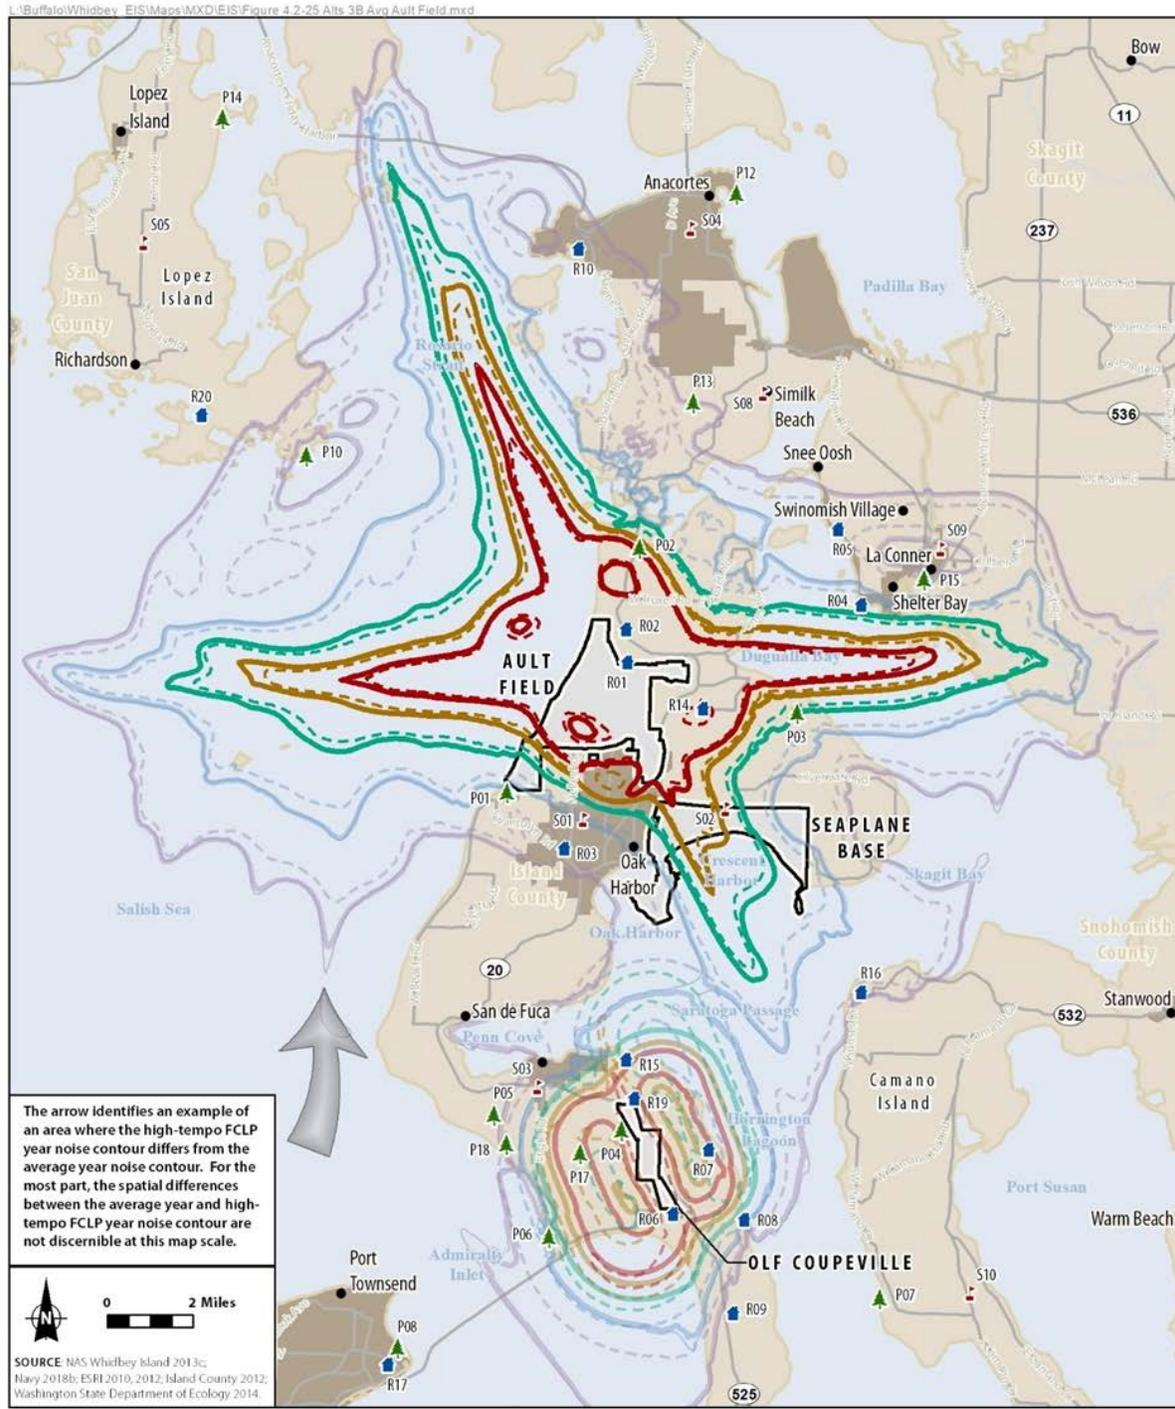 L:\Buffalo\Whidbey_EIS\Maps\MXD\EIS\Figure 4.2-25 Alts 3B Avg Ault Field.mxd
Bow
Lopez
Island
P14
11
Skagit
County
Anacortes
P12
S05
S04
237
R10
San
Juan
County
Lopez
Island
Padilla Bay
Rosario
Strait
Richardson
R20
P13
S08
Similk
Beach
536
P10
Snee Oosh
Swinomish Village
R05
S09
La Conner
P15
P02
R04
Shelter Bay
R02
AULT
FIELD
R01
Dugualla Bay
R14
P03
P01
S01
S02
SEAPLANE
BASE
R03
Oak
Harbor
Crescent
Harbor
Island
County
Skagit Bay
Salish Sea
Oak Harbor
Snohomish
County
20
R16
San de Fuca
Saratoga Passage
532
Stanwood
Penn Cove
S03
R15
Camano
Island
P05
R19
Hornington
Lagoon
P18
P04
P17
R07
Port Susan
R06
R08
Warm Beach
P06
Admiralty
Inlet
OLF COUPEVILLE
The arrow identifies an example of
an area where the high-tempo FCLP
year noise contour differs from the
average year noise contour. For the
most part, the spatial differences
between the average year and high-
tempo FCLP year noise contour are
not discernible at this map scale.
Port
Townsend
S10
P07
R09
N
0 2 Miles
P08
R17
SOURCE: NAS Whidbey Island 2013c;
Navy 2018b; ESRI 2010, 2012; Island County 2012;
Washington State Department of Ecology 2014.
525